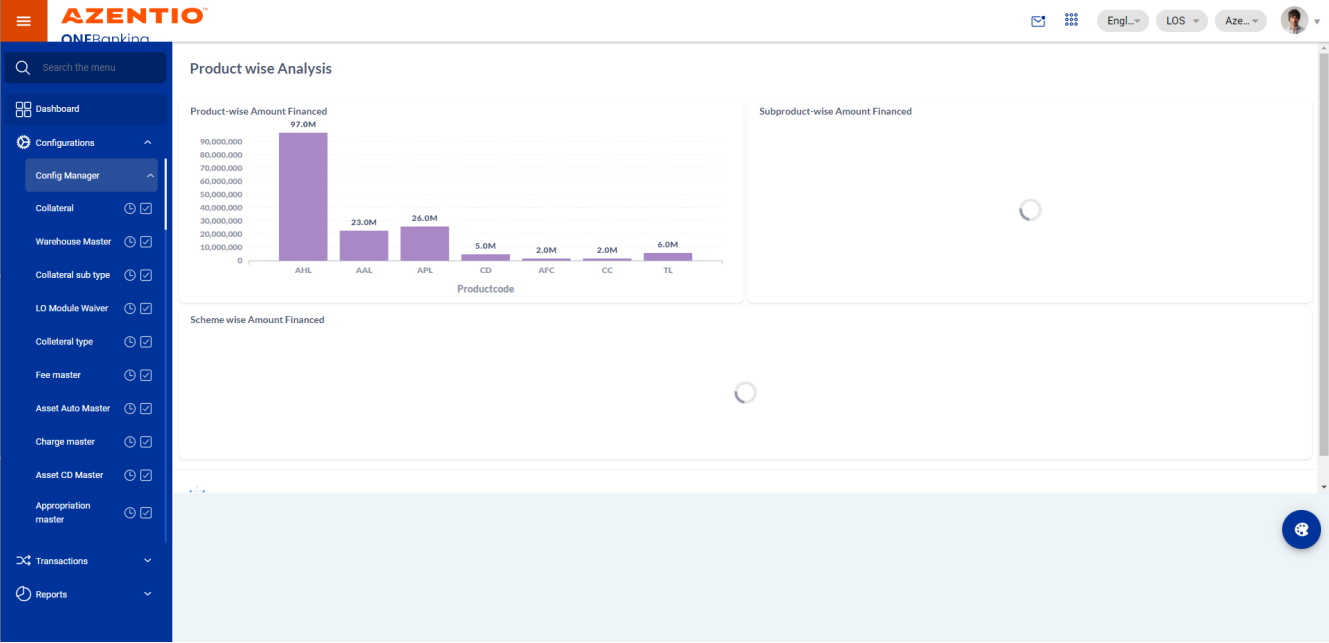 AZENTIO™
ONEBanking
Engl...
LOS
Aze...
Search the menu
Dashboard
Configurations
Config Manager
Collateral
Warehouse Master
Collateral sub type
LO Module Waiver
Colleteral type
Fee master
Asset Auto Master
Charge master
Asset CD Master
Appropriation
master
Transactions
Reports
Product wise Analysis
Product-wise Amount Financed
97.0M
90,000,000
80,000,000
70,000,000
60,000,000
50,000,000
40,000,000
30,000,000
20,000,000
10,000,000
0
23.0M
26.0M
5.0M
2.0M
2.0M
6.0M
AHL
AAL
APL
CD
AFC
CC
TL
Productcode
Subproduct-wise Amount Financed
Scheme wise Amount Financed